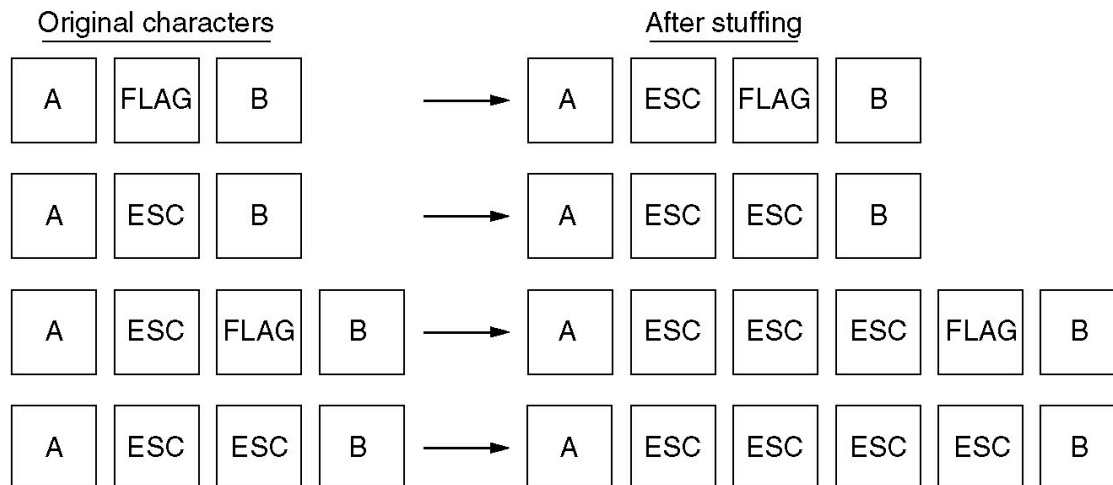 Original characters After stuffing
A FLAG B A ESC FLAG B
A ESC B A ESC ESC B
A ESC FLAG B A ESC ESC ESC FLAG B
A ESC ESC B A ESC ESC ESC ESC B